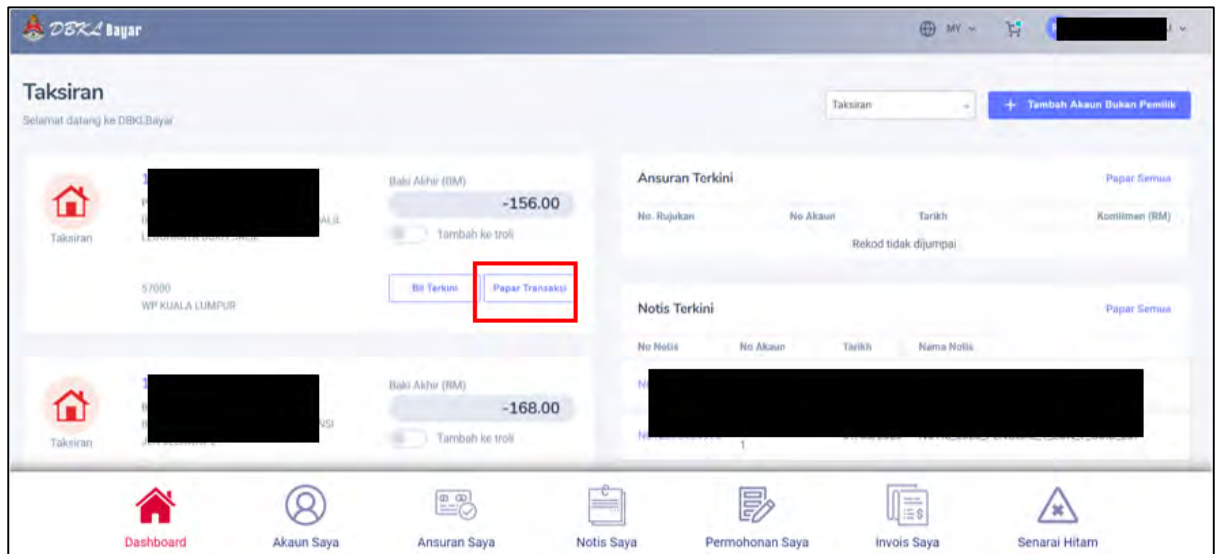 DBKL Bayar
MY
Taksiran
Selamat datang ke DBKLBayar
Taksiran
+ Tambah Akaun Bukan Pemilik
Taksiran
57000
WP KUALA LUMPUR
Baki Akhir (RM)
-156.00
Tambah ke troli
Bil Terkini
Papar Transaksi
Ansuran Terkini
Papar Semua
No. Rujukan No Akaun Tarikh Komitmen (RM)
Rekod tidak dijumpai
Notis Terkini
Papar Semua
No Notis No Akaun Tarikh Nama Notis
1
Taksiran
Baki Akhir (RM)
-168.00
Tambah ke troli
Dashboard
Akaun Saya
Ansuran Saya
Notis Saya
Permohonan Saya
Invois Saya
Senarai Hitam